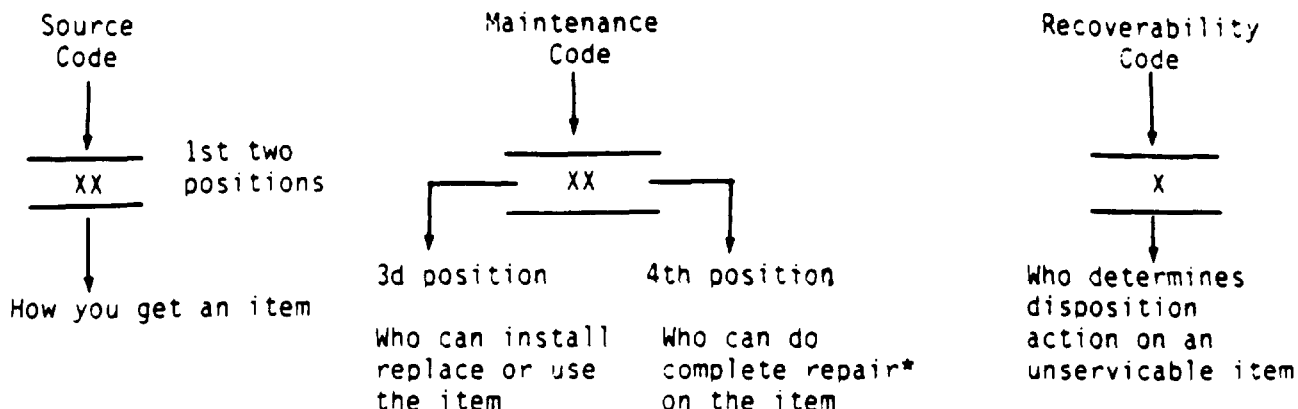 Source
Code
1st two
XX
positions
How you get an item
Maintenance
Code
XX
3d position
Who can install
replace or use
the item
4th position
Who can do
complete repair*
on the item
Recoverability
Code
X
Who determines
disposition
action on an
unservicable item